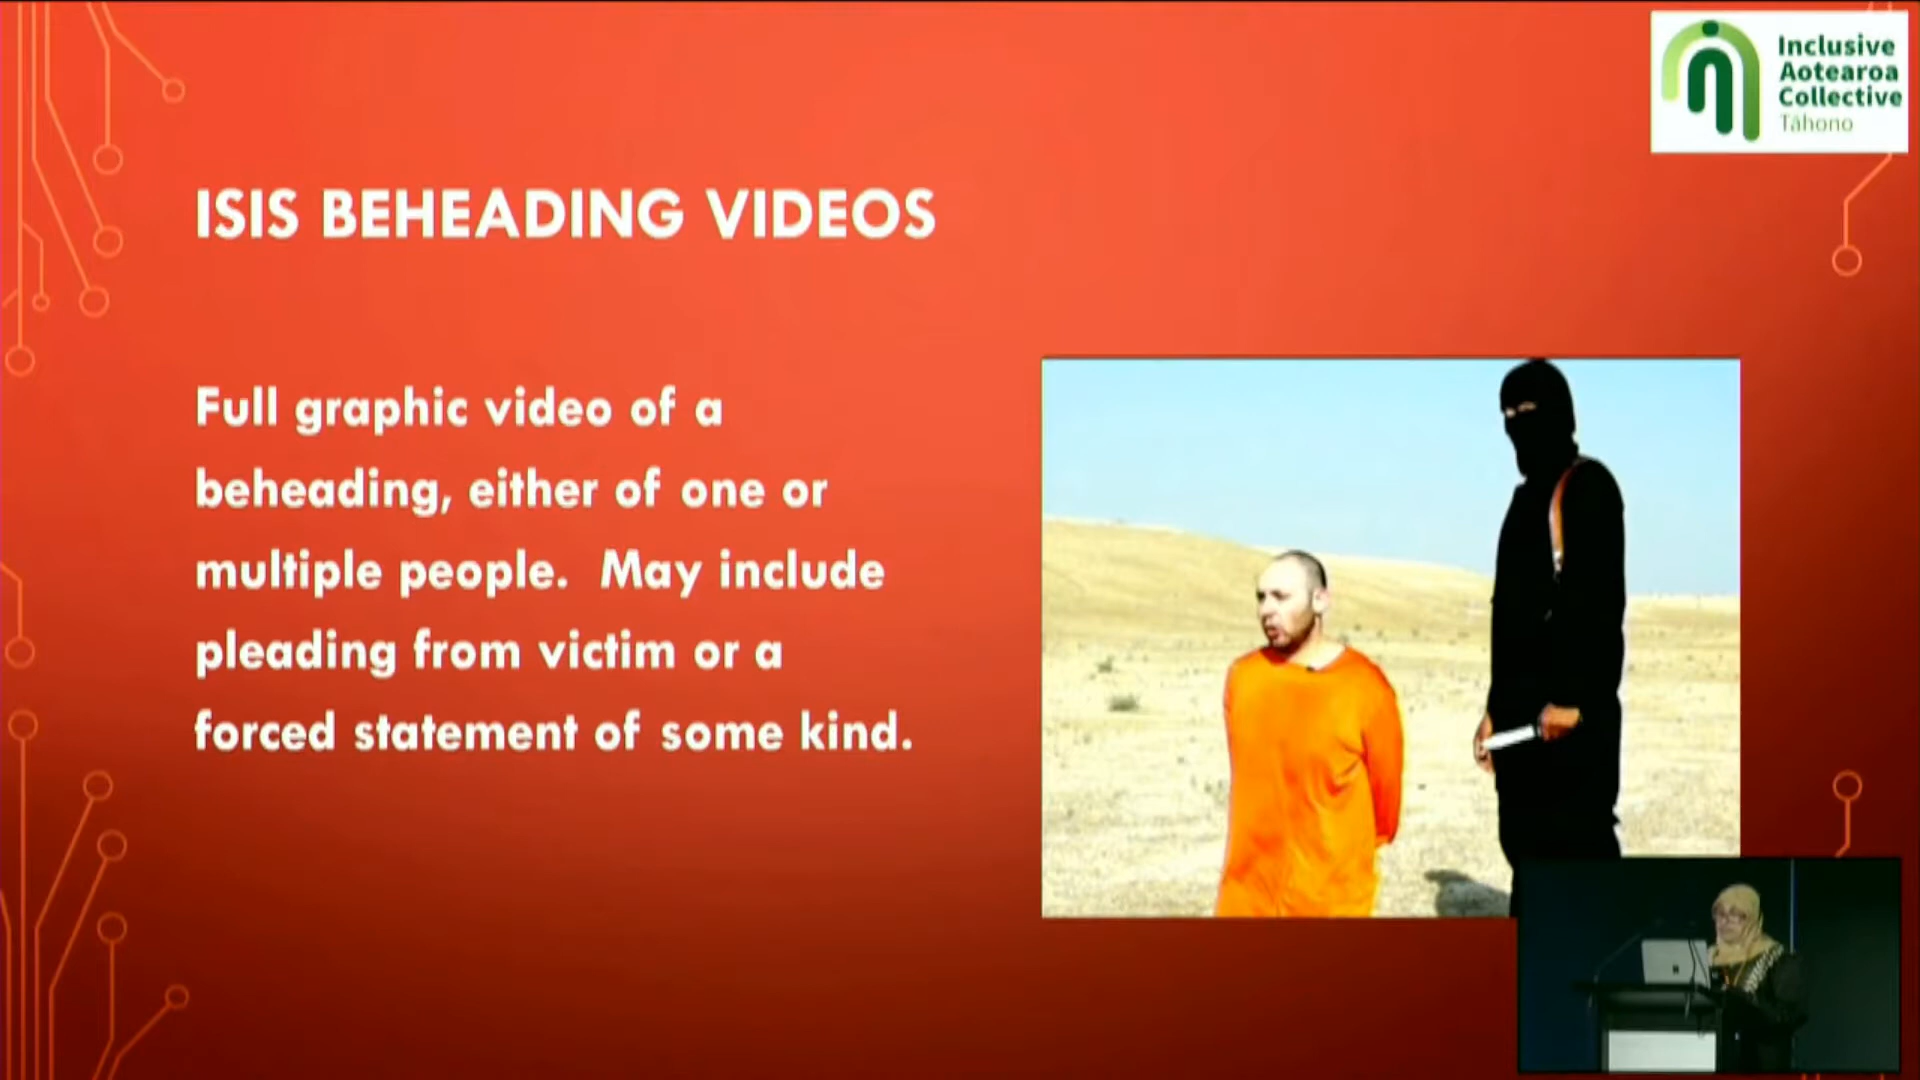 Inclusive
Aotearoa
Collective
Tāhono
ISIS BEHEADING VIDEOS
Full graphic video of a
beheading, either of one or
multiple people.  May include
pleading from victim or a
forced statement of some kind.